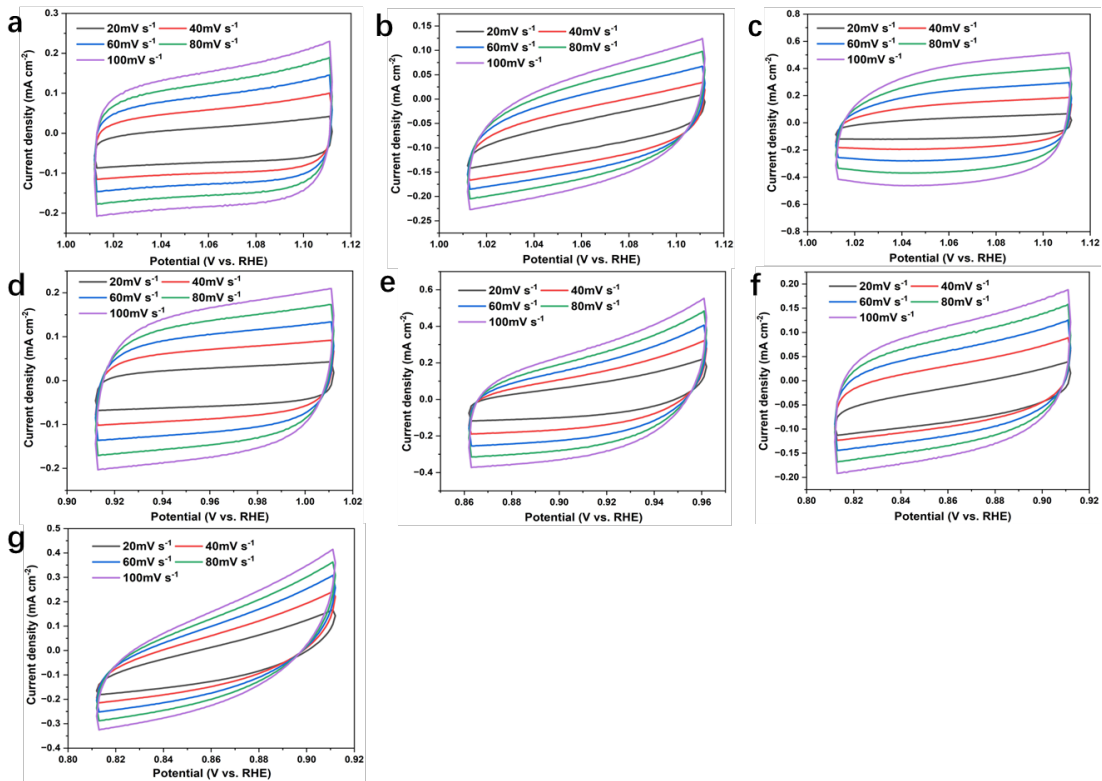 a
20mV s⁻¹ 40mV s⁻¹
60mV s⁻¹ 80mV s⁻¹
100mV s⁻¹
Current density (mA cm⁻²)
0.3
0.2
0.1
0.0
−0.1
−0.2
1.00 1.02 1.04 1.06 1.08 1.10 1.12
Potential (V vs. RHE)
b
20mV s⁻¹ 40mV s⁻¹
60mV s⁻¹ 80mV s⁻¹
100mV s⁻¹
Current density (mA cm⁻²)
0.15
0.10
0.05
0.00
−0.05
−0.10
−0.15
−0.20
−0.25
1.00 1.02 1.04 1.06 1.08 1.10 1.12
Potential (V vs. RHE)
c
20mV s⁻¹ 40mV s⁻¹
60mV s⁻¹ 80mV s⁻¹
100mV s⁻¹
Current density (mA cm⁻²)
0.8
0.6
0.4
0.2
0.0
−0.2
−0.4
−0.6
−0.8
1.00 1.02 1.04 1.06 1.08 1.10 1.12
Potential (V vs. RHE)
d
20mV s⁻¹ 40mV s⁻¹
60mV s⁻¹ 80mV s⁻¹
100mV s⁻¹
Current density (mA cm⁻²)
0.2
0.1
0.0
−0.1
−0.2
0.90 0.92 0.94 0.96 0.98 1.00 1.02
Potential (V vs. RHE)
e
20mV s⁻¹ 40mV s⁻¹
60mV s⁻¹ 80mV s⁻¹
100mV s⁻¹
Current density (mA cm⁻²)
0.6
0.4
0.2
0.0
−0.2
−0.4
0.86 0.88 0.90 0.92 0.94 0.96
Potential (V vs. RHE)
f
20mV s⁻¹ 40mV s⁻¹
60mV s⁻¹ 80mV s⁻¹
100mV s⁻¹
Current density (mA cm⁻²)
0.20
0.15
0.10
0.05
0.00
−0.05
−0.10
−0.15
−0.20
0.80 0.82 0.84 0.86 0.88 0.90 0.92
Potential (V vs. RHE)
g
20mV s⁻¹ 40mV s⁻¹
60mV s⁻¹ 80mV s⁻¹
100mV s⁻¹
Current density (mA cm⁻²)
0.5
0.4
0.3
0.2
0.1
0.0
−0.1
−0.2
−0.3
−0.4
0.80 0.82 0.84 0.86 0.88 0.90 0.92
Potential (V vs. RHE)